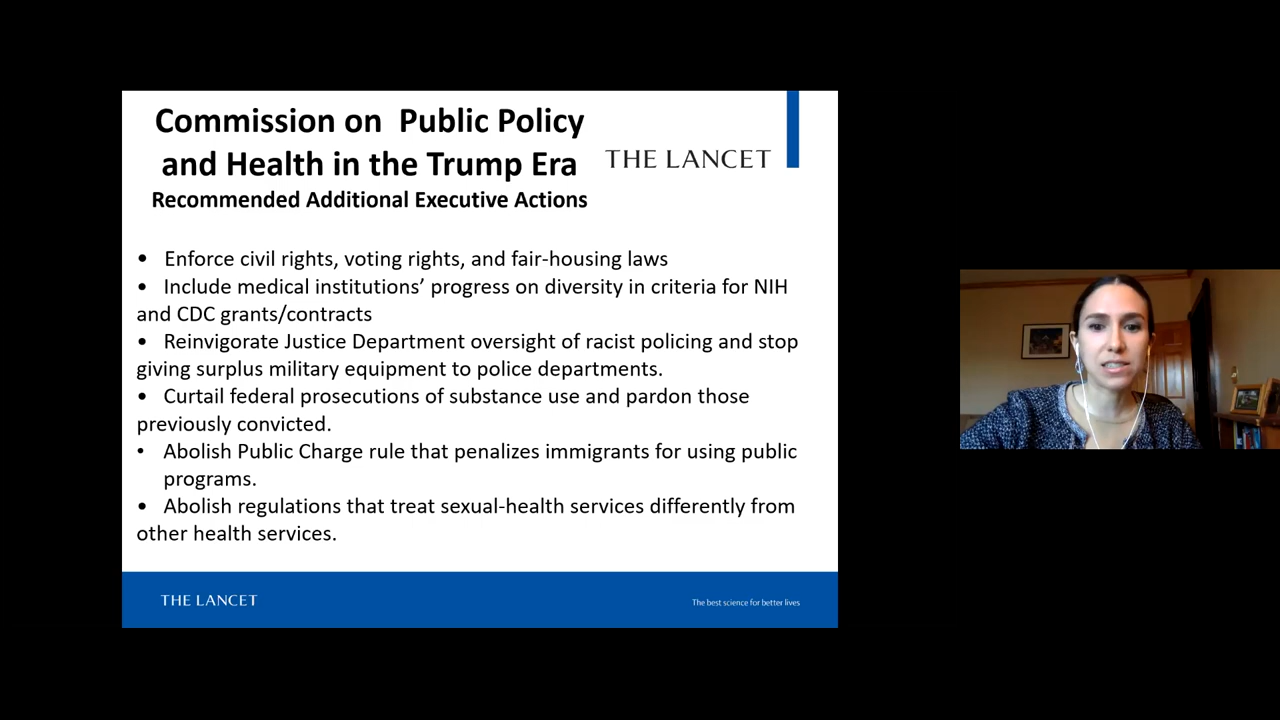 Commission on  Public Policy
and Health in the Trump Era
THE LANCET
Recommended Additional Executive Actions
• Enforce civil rights, voting rights, and fair-housing laws
• Include medical institutions’ progress on diversity in criteria for NIH
and CDC grants/contracts
• Reinvigorate Justice Department oversight of racist policing and stop
giving surplus military equipment to police departments.
• Curtail federal prosecutions of substance use and pardon those
previously convicted.
• Abolish Public Charge rule that penalizes immigrants for using public
programs.
• Abolish regulations that treat sexual-health services differently from
other health services.
THE LANCET
The best science for better lives